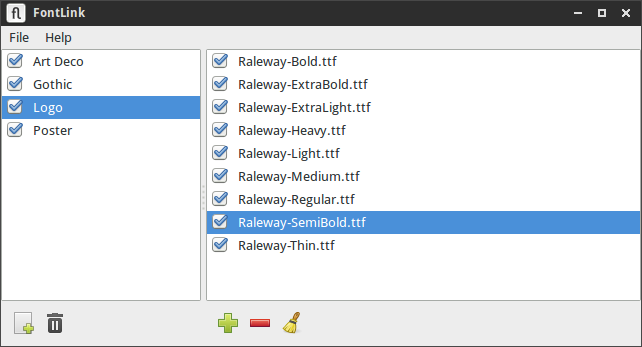 fl FontLink
File Help
Art Deco
Gothic
Logo
Poster
Raleway-Bold.ttf
Raleway-ExtraBold.ttf
Raleway-ExtraLight.ttf
Raleway-Heavy.ttf
Raleway-Light.ttf
Raleway-Medium.ttf
Raleway-Regular.ttf
Raleway-SemiBold.ttf
Raleway-Thin.ttf